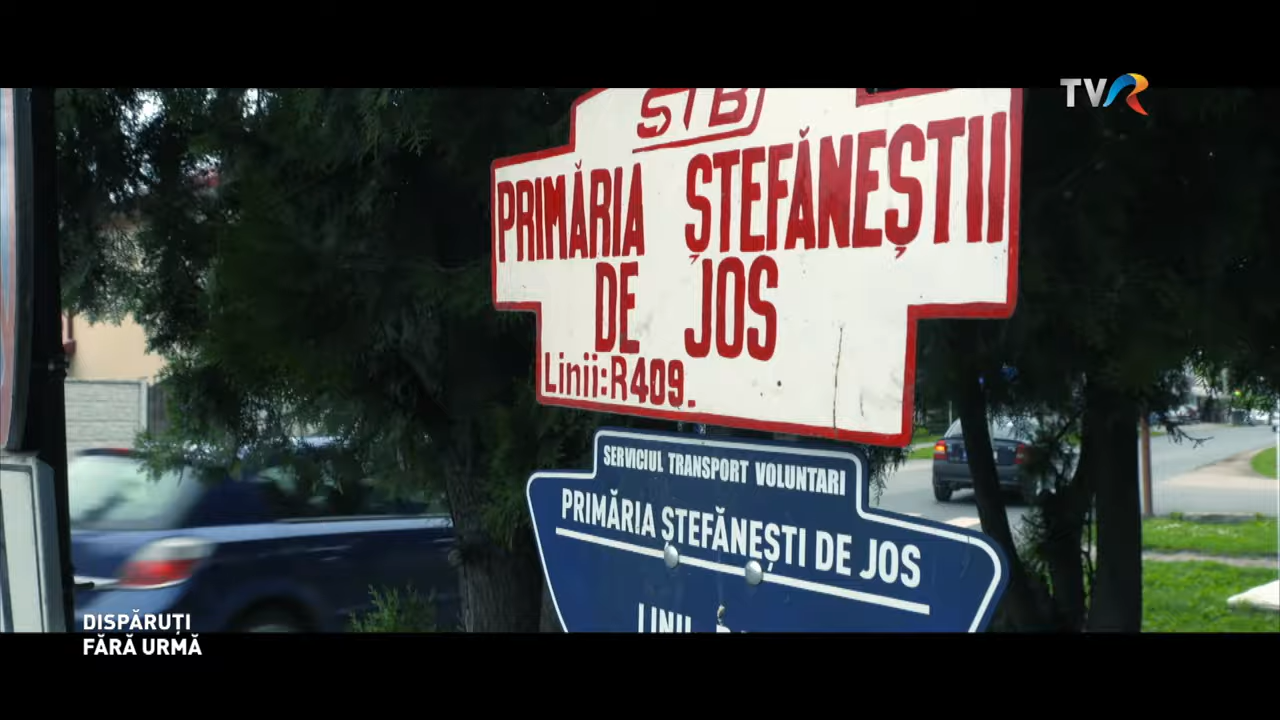 TVR
STB
PRIMĂRIA ȘTEFĂNEȘTII
DE JOS
Linii:R409.
SERVICIUL TRANSPORT VOLUNTARI
PRIMĂRIA ȘTEFĂNEȘTI DE JOS
DISPĂRUȚI
FĂRĂ URMĂ